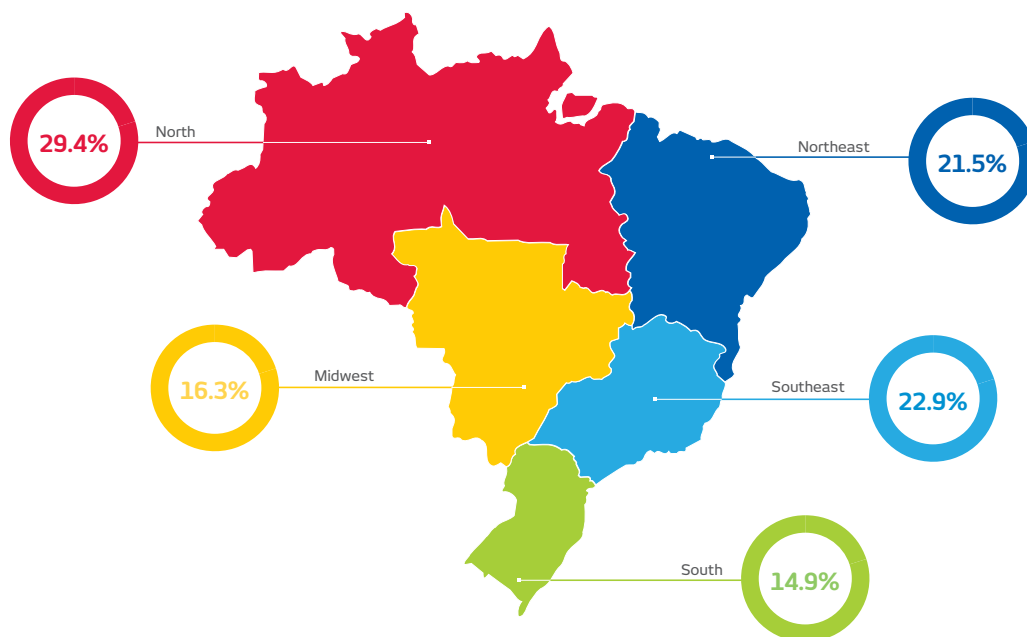 North
29.4%
Northeast
21.5%
Midwest
16.3%
Southeast
22.9%
South
14.9%